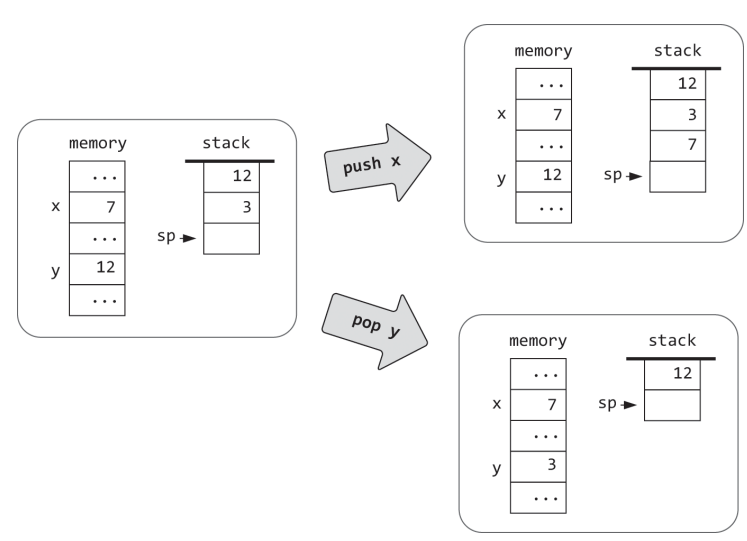 memory stack
... 12
x 7 3
... sp
y 12
...
push x
memory stack
... 12
x 7 3
... 7
y 12 sp
...
pop y
memory stack
... 12
x 7 sp
...
y 3
...